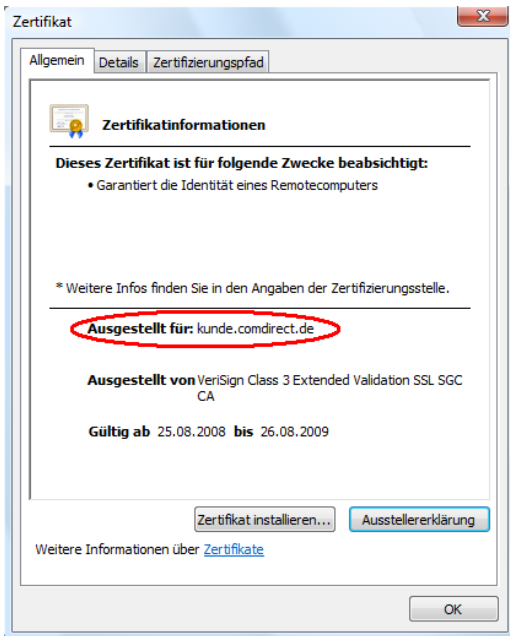 Zertifikat
Allgemein Details Zertifizierungspfad
Zertifikatinformationen
Dieses Zertifikat ist für folgende Zwecke beabsichtigt:
• Garantiert die Identität eines Remotecomputers
* Weitere Infos finden Sie in den Angaben der Zertifizierungsstelle.
Ausgestellt für: kunde.comdirect.de
Ausgestellt von VeriSign Class 3 Extended Validation SSL SGC
CA
Gültig ab 25.08.2008 bis 26.08.2009
Zertifikat installieren... Ausstellererklärung
Weitere Informationen über Zertifikate
OK